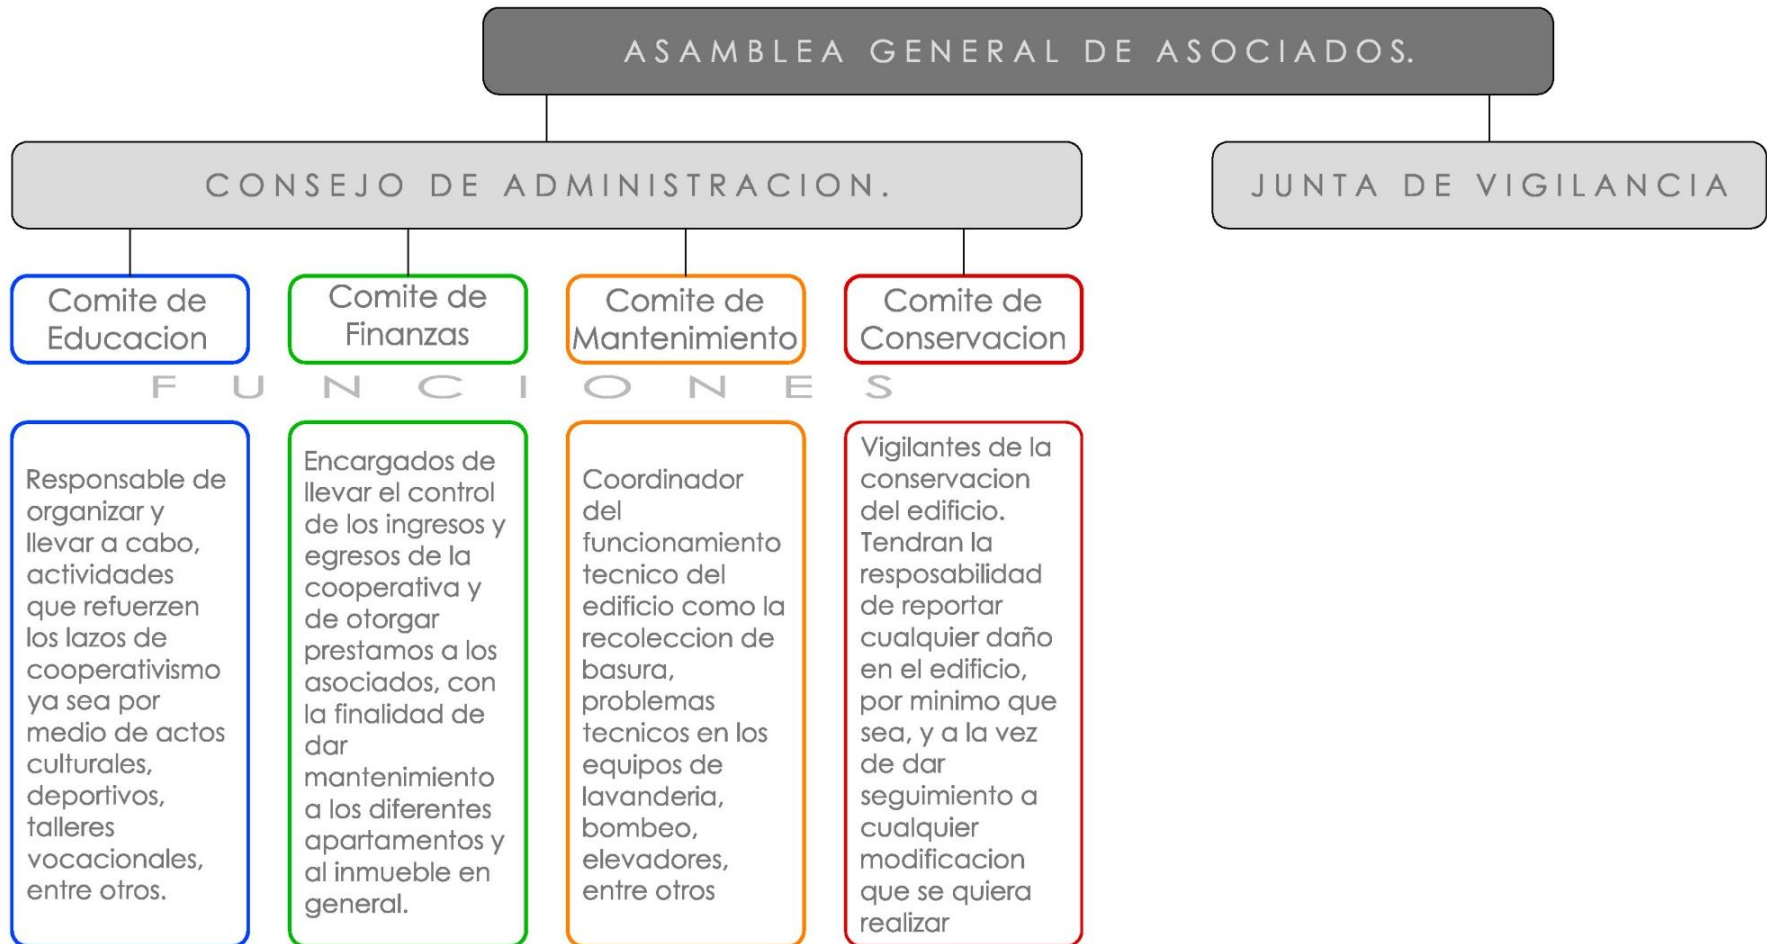 ASAMBLEA GENERAL DE ASOCIADOS.
CONSEJO DE ADMINISTRACION.
JUNTA DE VIGILANCIA
Comite de
Educacion
Comite de
Finanzas
Comite de
Mantenimiento
Comite de
Conservacion
FUNCIONES
Responsable de
organizar y
llevar a cabo,
actividades
que refuerzen
los lazos de
cooperativismo
ya sea por
medio de actos
culturales,
deportivos,
talleres
vocacionales,
entre otros.
Encargados de
llevar el control
de los ingresos y
egresos de la
cooperativa y
de otorgar
prestamos a los
asociados, con
la finalidad de
dar
mantenimiento
a los diferentes
apartamentos y
al inmueble en
general.
Coordinador
del
funcionamiento
tecnico del
edificio como la
recoleccion de
basura,
problemas
tecnicos en los
equipos de
lavanderia,
bombeo,
elevadores,
entre otros
Vigilantes de la
conservacion
del edificio.
Tendran la
resposabilidad
de reportar
cualquier daño
en el edificio,
por minimo que
sea, y a la vez
de dar
seguimiento a
cualquier
modificacion
que se quiera
realizar